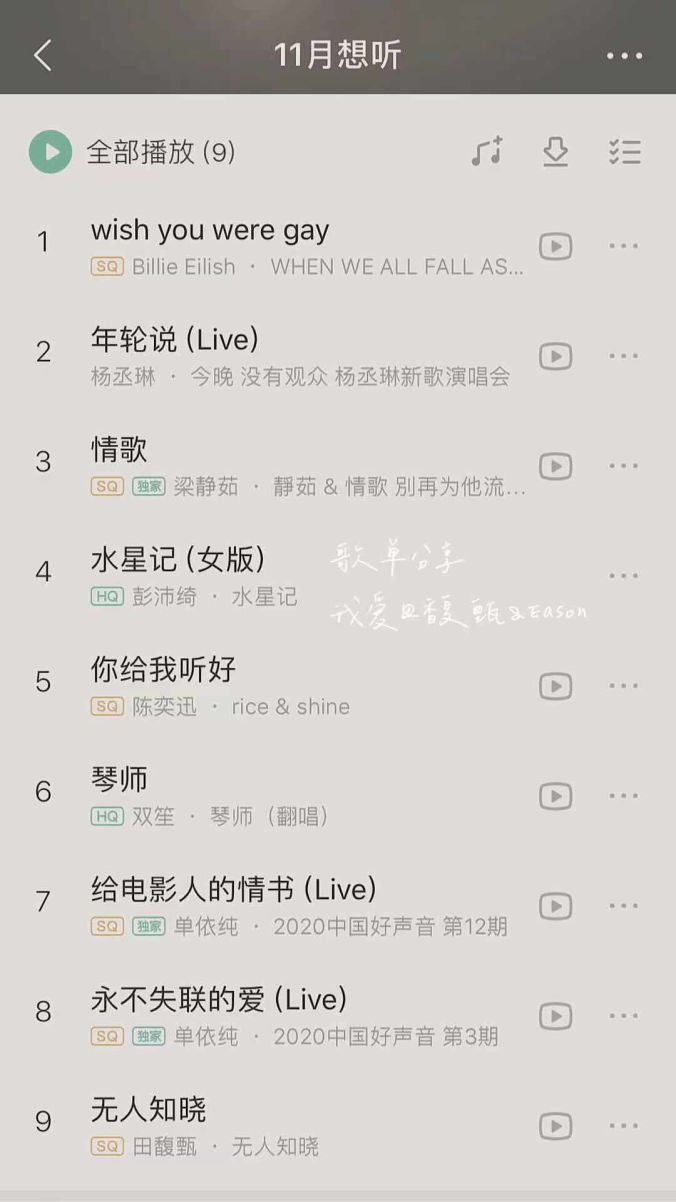 11月想听
全部播放 (9)
1
wish you were gay
SQ Billie Eilish · WHEN WE ALL FALL AS...
2
年轮说 (Live)
杨丞琳 · 今晚 没有观众 杨丞琳新歌演唱会
3
情歌
SQ 独家 梁静茹 · 靜茹 & 情歌 別再为他流...
4
水星记 (女版)
HQ 彭沛绮 · 水星记
歌单分享
我爱田馥甄&Eason
5
你给我听好
SQ 陈奕迅 · rice & shine
6
琴师
HQ 双笙 · 琴师（翻唱）
7
给电影人的情书 (Live)
SQ 独家 单依纯 · 2020中国好声音 第12期
8
永不失联的爱 (Live)
SQ 独家 单依纯 · 2020中国好声音 第3期
9
无人知晓
SQ 田馥甄 · 无人知晓